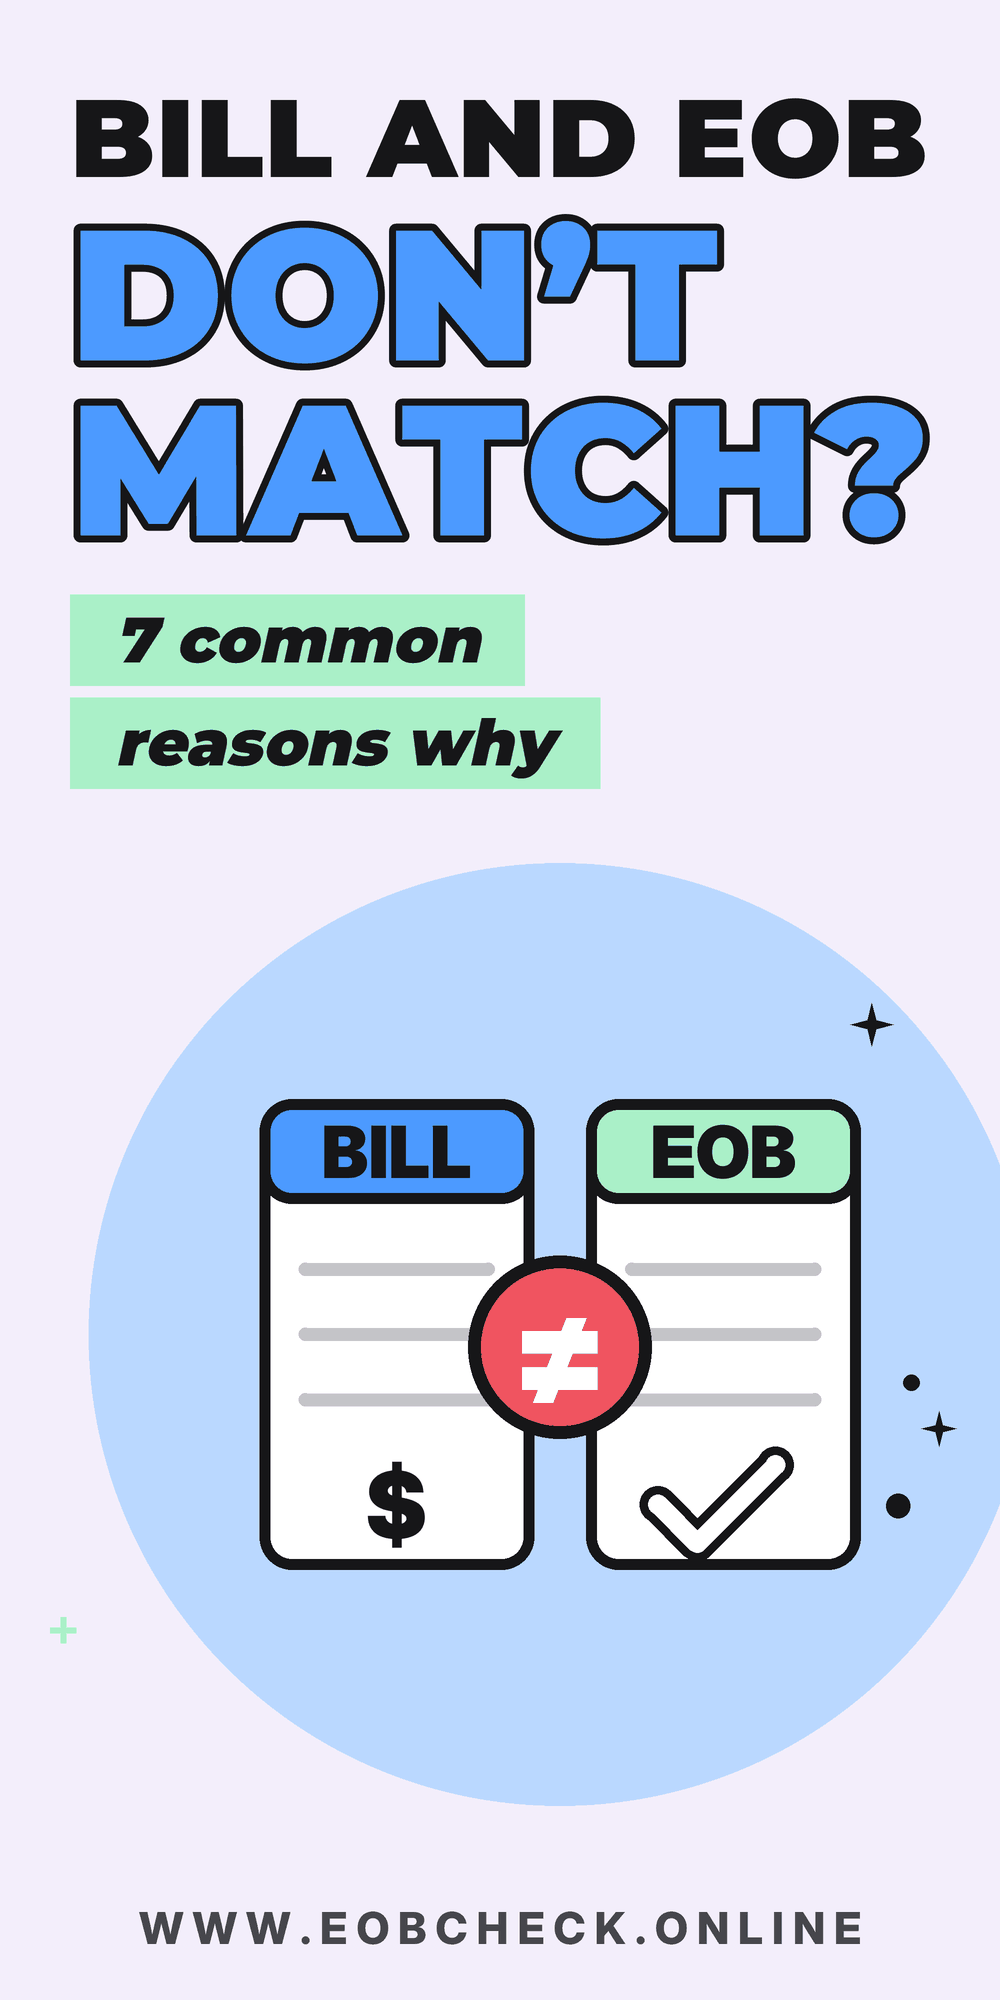 BILL AND EOB
DON’T
MATCH?
7 common
reasons why
BILL
EOB
≠
$
WWW.EOBCHECK.ONLINE